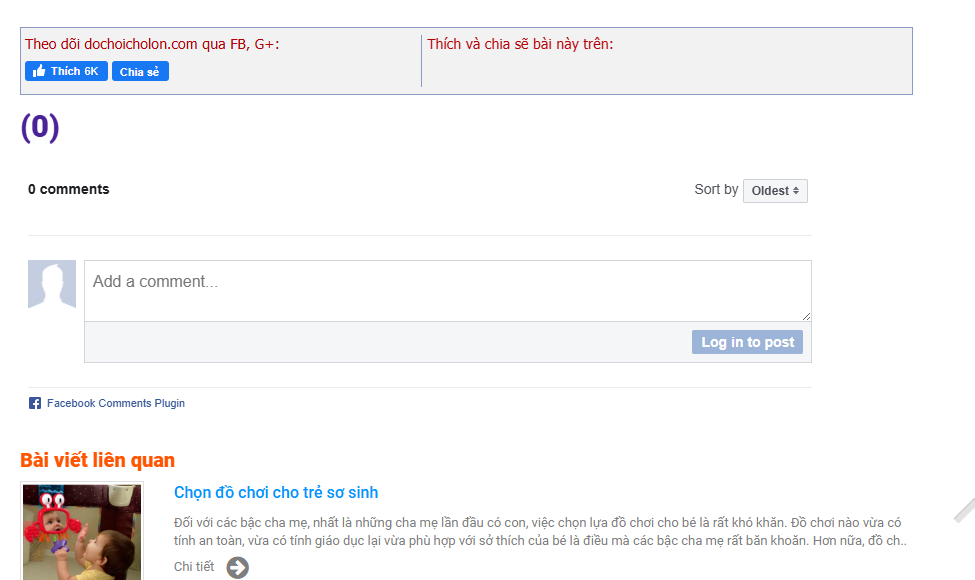 Theo dõi dochoicholon.com qua FB, G+:
Thích và chia sẽ bài này trên:
Thích 6K
Chia sẻ
(0)
0 comments
Sort by Oldest
Add a comment...
Log in to post
Facebook Comments Plugin
Bài viết liên quan
Chọn đồ chơi cho trẻ sơ sinh
Đối với các bậc cha mẹ, nhất là những cha mẹ lần đầu có con, việc chọn lựa đồ chơi cho bé là rất khó khăn. Đồ chơi nào vừa có
tính an toàn, vừa có tính giáo dục lại vừa phù hợp với sở thích của bé là điều mà các bậc cha mẹ rất băn khoăn. Hơn nữa, đồ ch..
Chi tiết